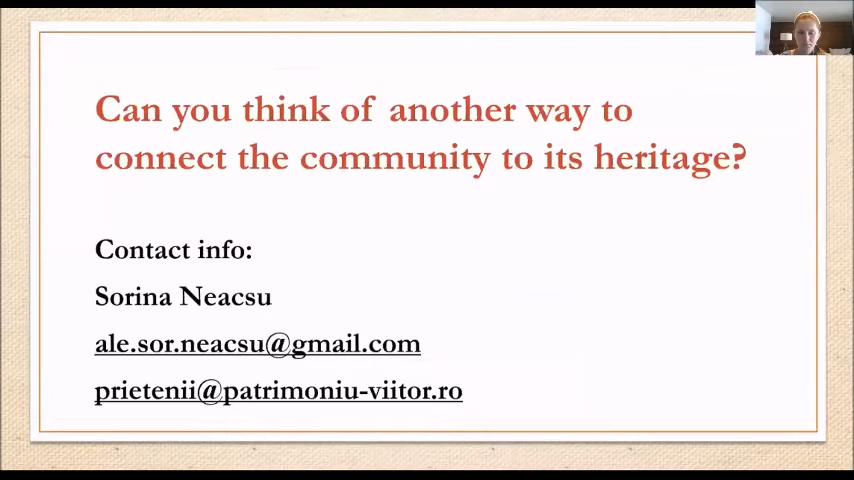 Can you think of another way to
connect the community to its heritage?
Contact info:
Sorina Neacsu
ale.sor.neacsu@gmail.com
prietenii@patrimoniu-viitor.ro